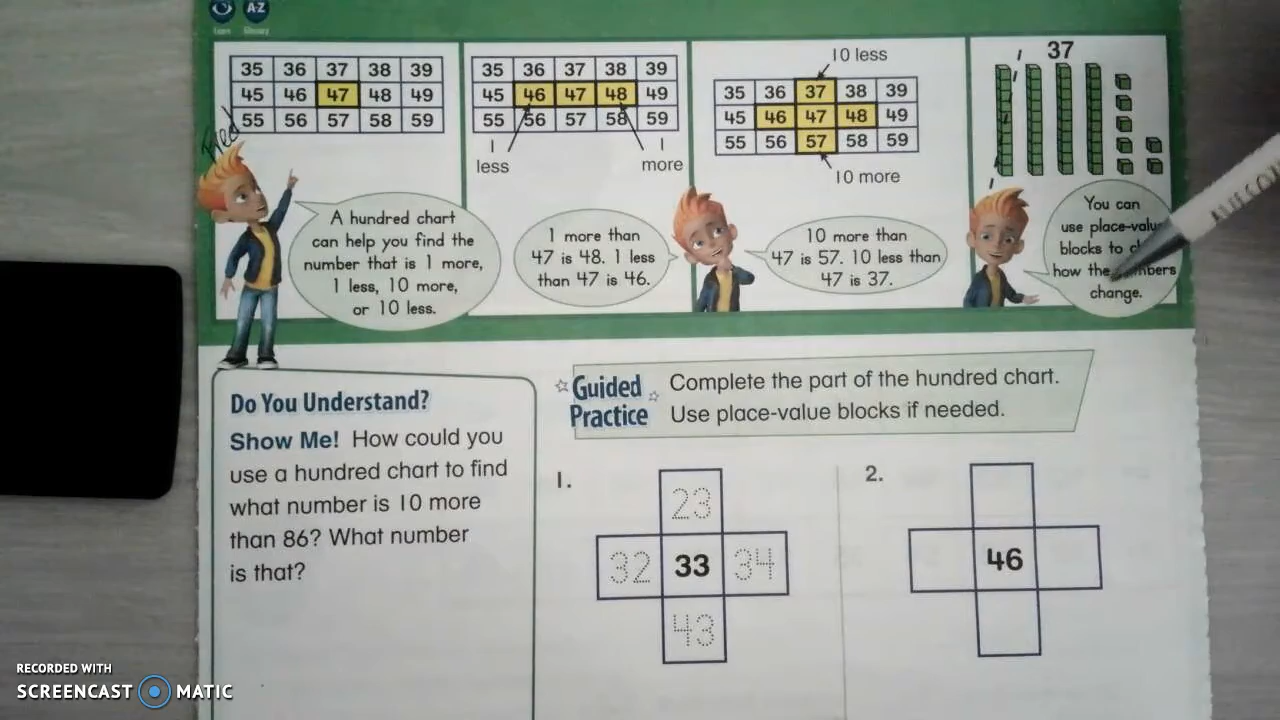 Learn
A-Z
Glossary
35 36 37 38 39
45 46 47 48 49
55 56 57 58 59
Fred
A hundred chart
can help you find the
number that is 1 more,
1 less, 10 more,
or 10 less.
35 36 37 38 39
45 46 47 48 49
55 56 57 58 59
1
less
1
more
1 more than
47 is 48. 1 less
than 47 is 46.
10 less
35 36 37 38 39
45 46 47 48 49
55 56 57 58 59
10 more
10 more than
47 is 57. 10 less than
47 is 37.
37
You can
use place-value
blocks to
how the
change.
Do You Understand?
Show Me! How could you
use a hundred chart to find
what number is 10 more
than 86? What number
is that?
Guided
Practice
Complete the part of the hundred chart.
Use place-value blocks if needed.
1.
23
32 33 34
43
2.
46
RECORDED WITH
SCREENCAST MATIC
AWESOME